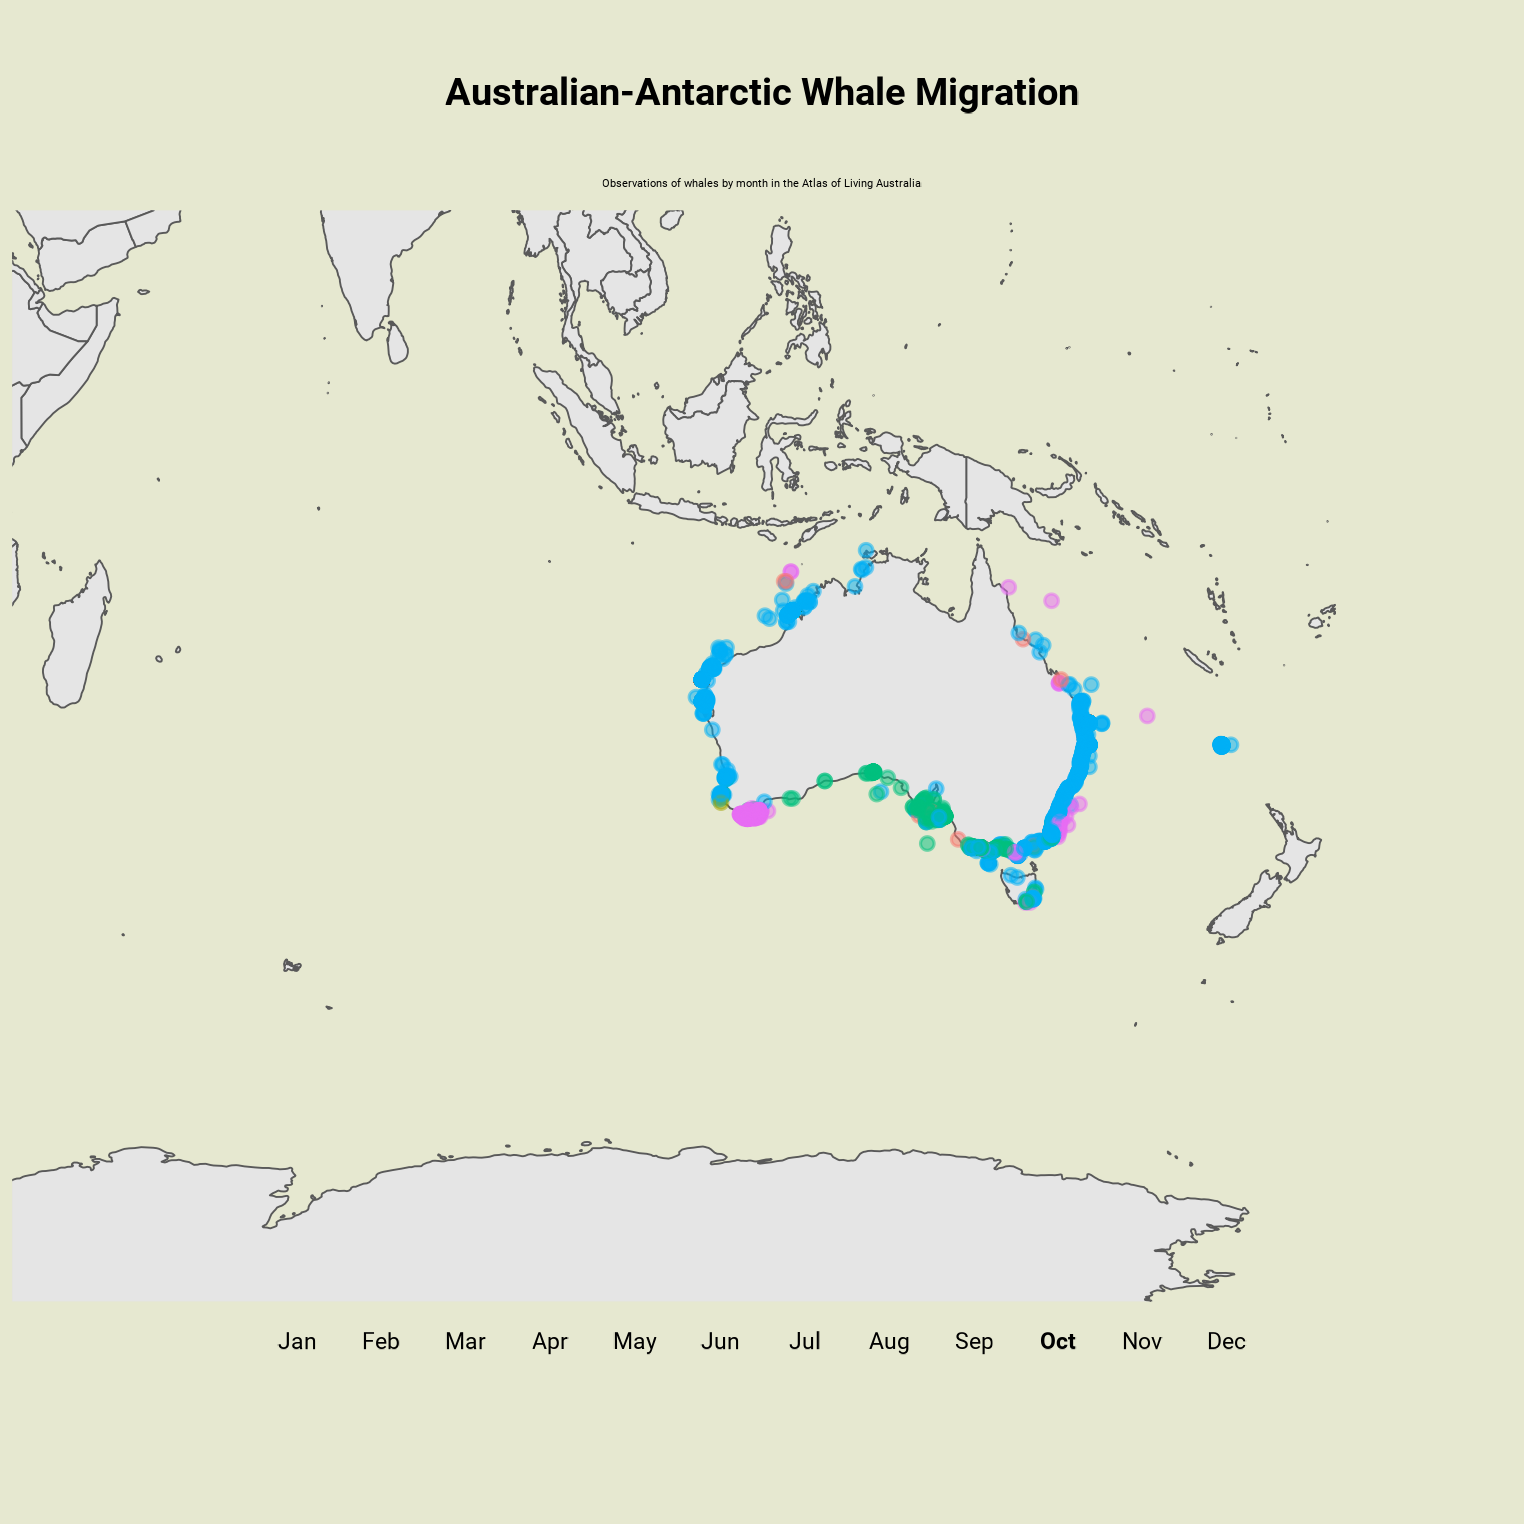 Australian-Antarctic Whale Migration
Observations of whales by month in the Atlas of Living Australia
Jan Feb Mar Apr May Jun Jul Aug Sep Oct Nov Dec